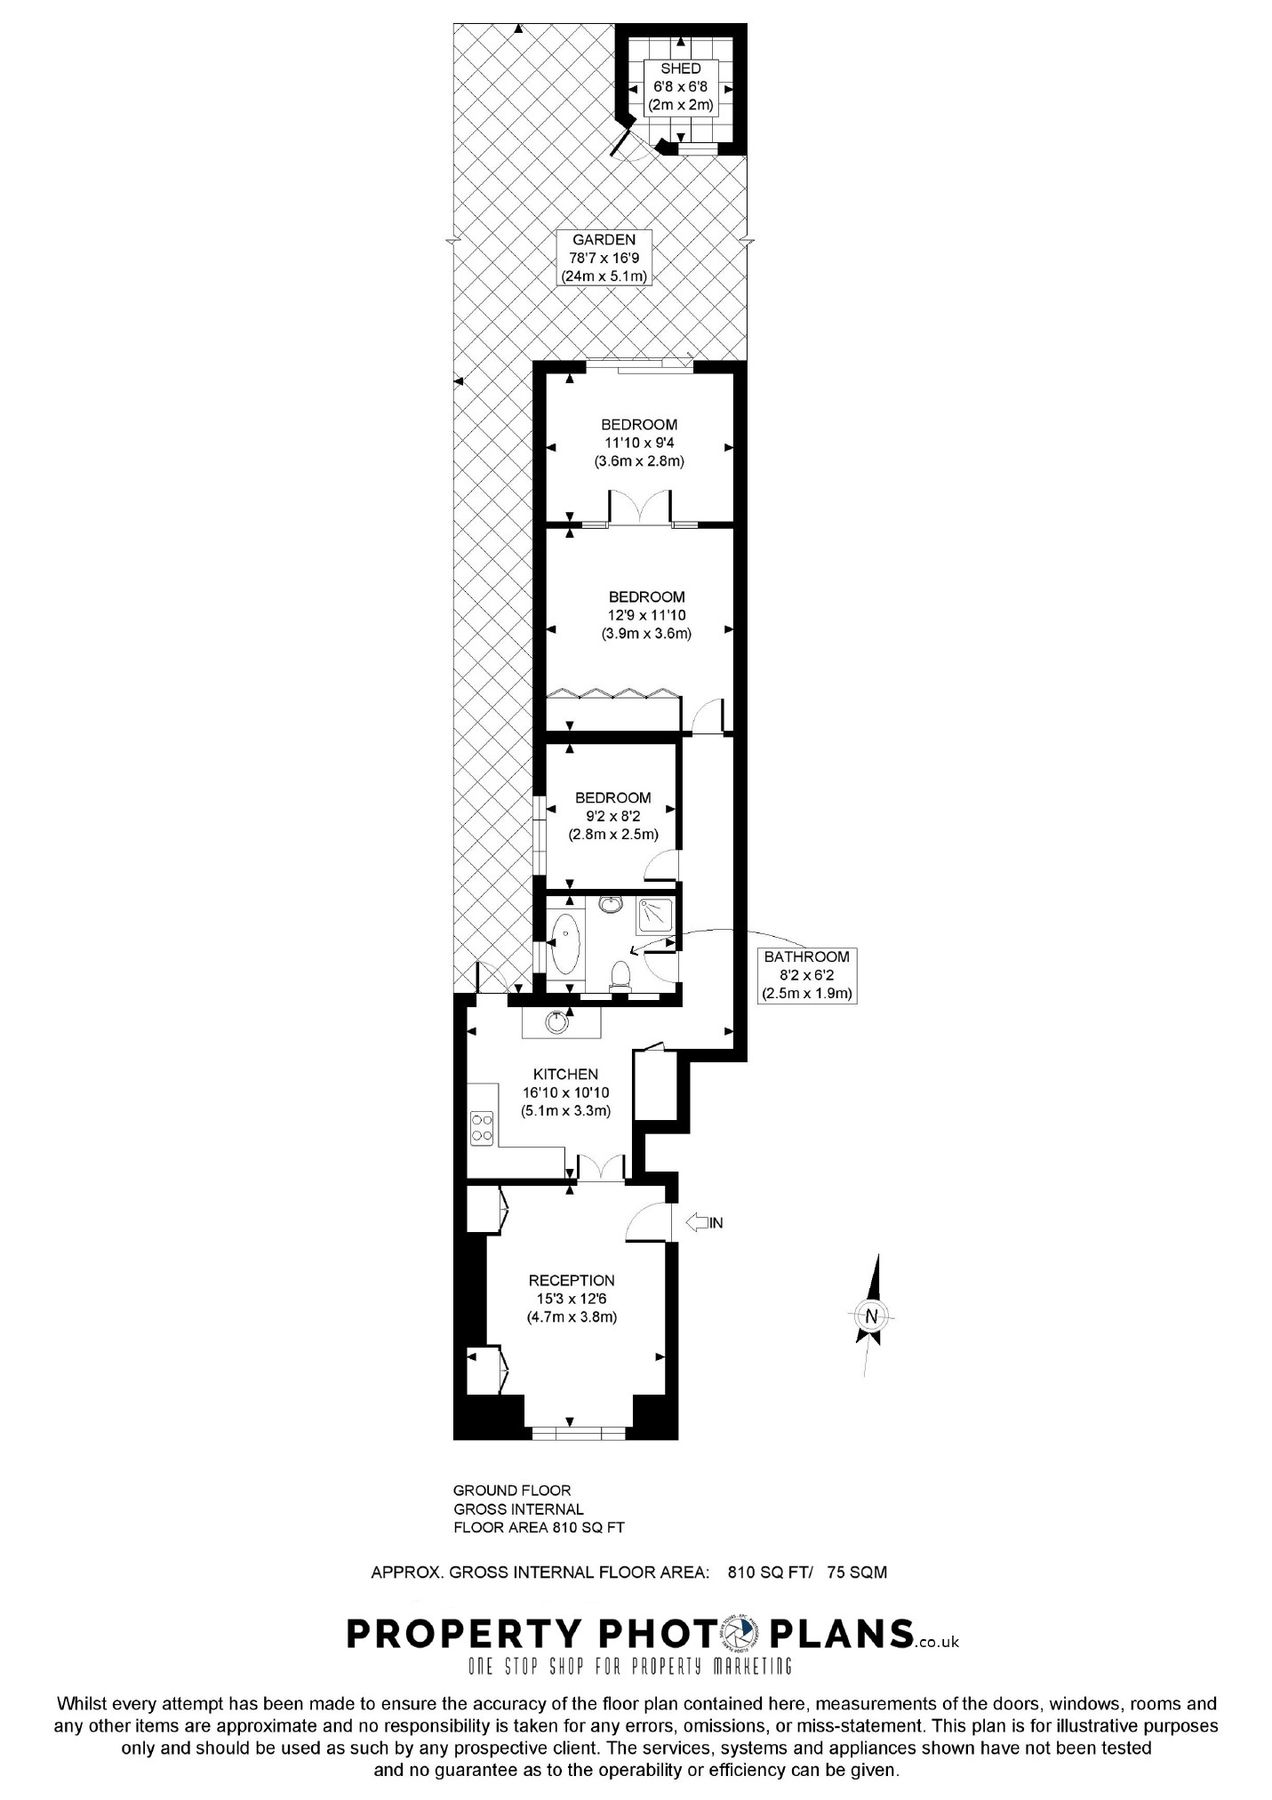 SHED
6'8 x 6'8
(2m x 2m)
GARDEN
78'7 x 16'9
(24m x 5.1m)
BEDROOM
11'10 x 9'4
(3.6m x 2.8m)
BEDROOM
12'9 x 11'10
(3.9m x 3.6m)
BEDROOM
9'2 x 8'2
(2.8m x 2.5m)
BATHROOM
8'2 x 6'2
(2.5m x 1.9m)
KITCHEN
16'10 x 10'10
(5.1m x 3.3m)
IN
RECEPTION
15'3 x 12'6
(4.7m x 3.8m)
N
GROUND FLOOR
GROSS INTERNAL
FLOOR AREA 810 SQ FT
APPROX. GROSS INTERNAL FLOOR AREA: 810 SQ FT/ 75 SQM
PROPERTY PHOTO PLANS.co.uk
ONE STOP SHOP FOR PROPERTY MARKETING
Whilst every attempt has been made to ensure the accuracy of the floor plan contained here, measurements of the doors, windows, rooms and
any other items are approximate and no responsibility is taken for any errors, omissions, or miss-statement. This plan is for illustrative purposes
only and should be used as such by any prospective client. The services, systems and appliances shown have not been tested
and no guarantee as to the operability or efficiency can be given.